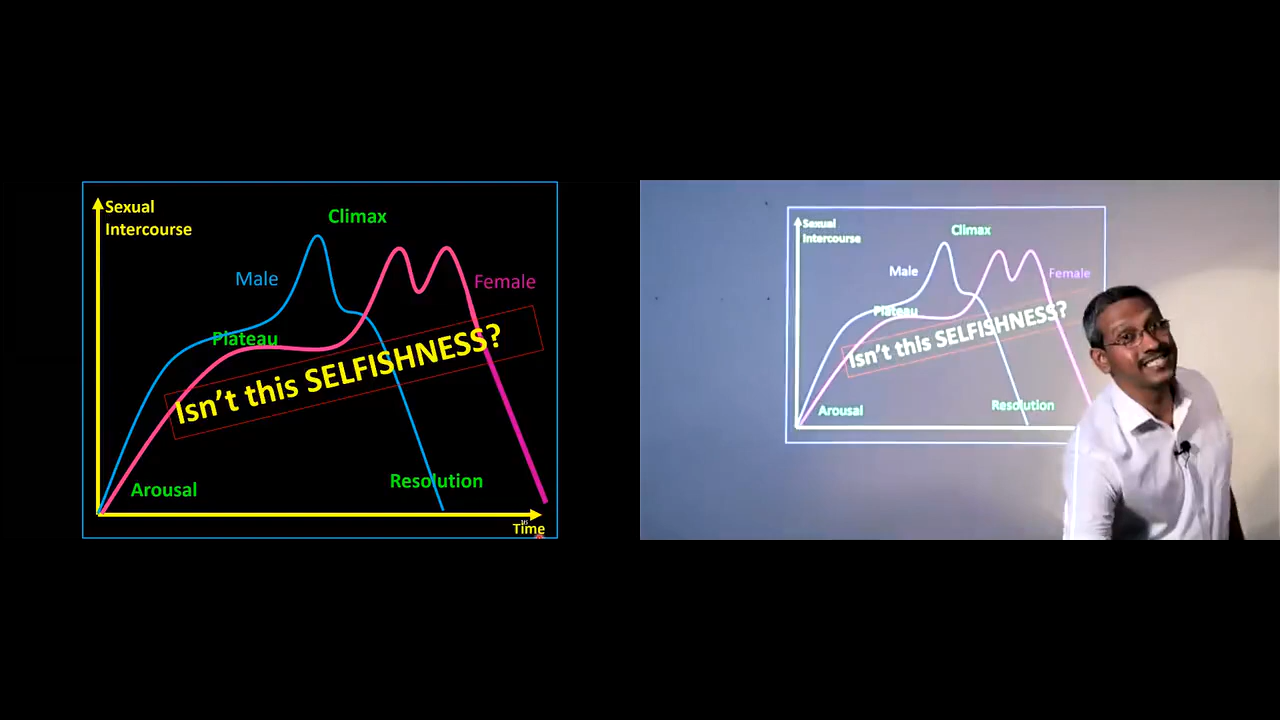 Sexual
Intercourse
Climax
Male
Female
Plateau
Isn't this SELFISHNESS?
Arousal
Resolution
Time
Sexual
Intercourse
Climax
Male
Female
Plateau
Isn't this SELFISHNESS?
Arousal
Resolution